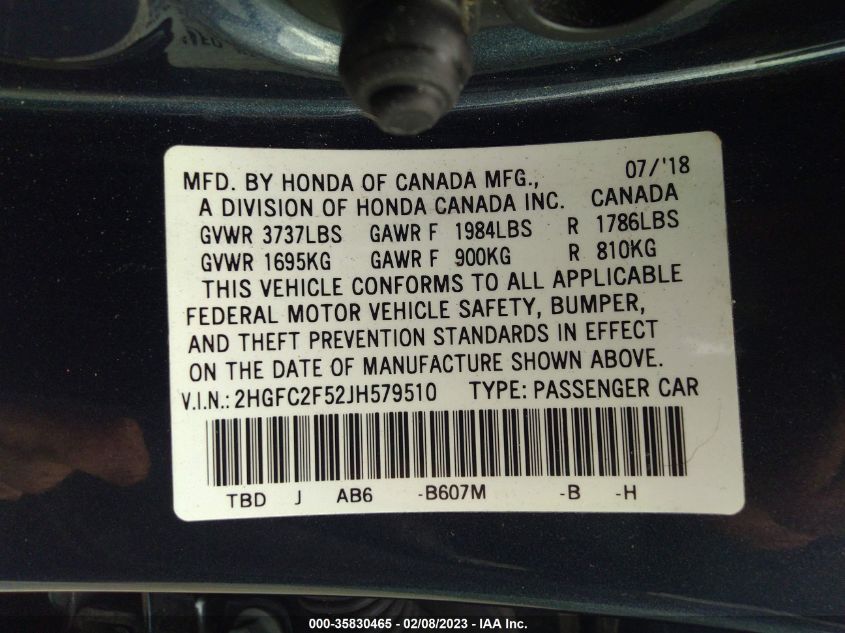 MFD. BY HONDA OF CANADA MFG., 07/'18
A DIVISION OF HONDA CANADA INC. CANADA
GVWR 3737LBS GAWR F 1984LBS R 1786LBS
GVWR 1695KG GAWR F 900KG R 810KG
THIS VEHICLE CONFORMS TO ALL APPLICABLE
FEDERAL MOTOR VEHICLE SAFETY, BUMPER,
AND THEFT PREVENTION STANDARDS IN EFFECT
ON THE DATE OF MANUFACTURE SHOWN ABOVE.
V.I.N.: 2HGFC2F52JH579510 TYPE: PASSENGER CAR
TBD J AB6 -B607M -B -H
000-35830465 - 02/08/2023 - IAA Inc.